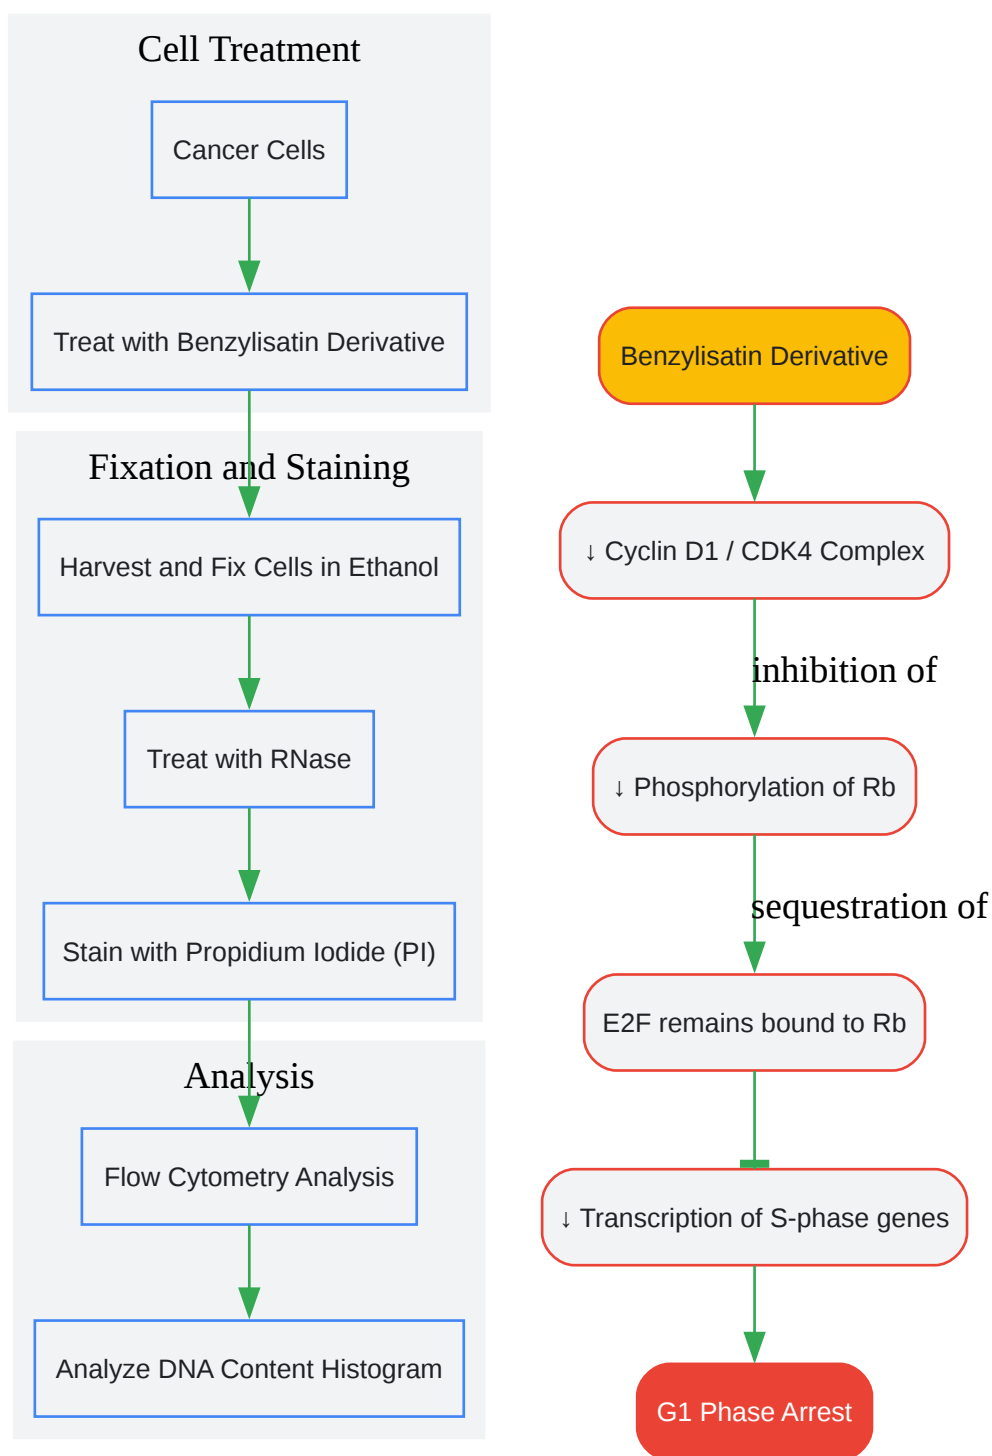 Cell Treatment
Cancer Cells
Treat with Benzylisatin Derivative
Fixation and Staining
Harvest and Fix Cells in Ethanol
Treat with RNase
Stain with Propidium Iodide (PI)
Analysis
Flow Cytometry Analysis
Analyze DNA Content Histogram
Benzylisatin Derivative
↓ Cyclin D1 / CDK4 Complex
inhibition of
↓ Phosphorylation of Rb
sequestration of
E2F remains bound to Rb
↓ Transcription of S-phase genes
G1 Phase Arrest